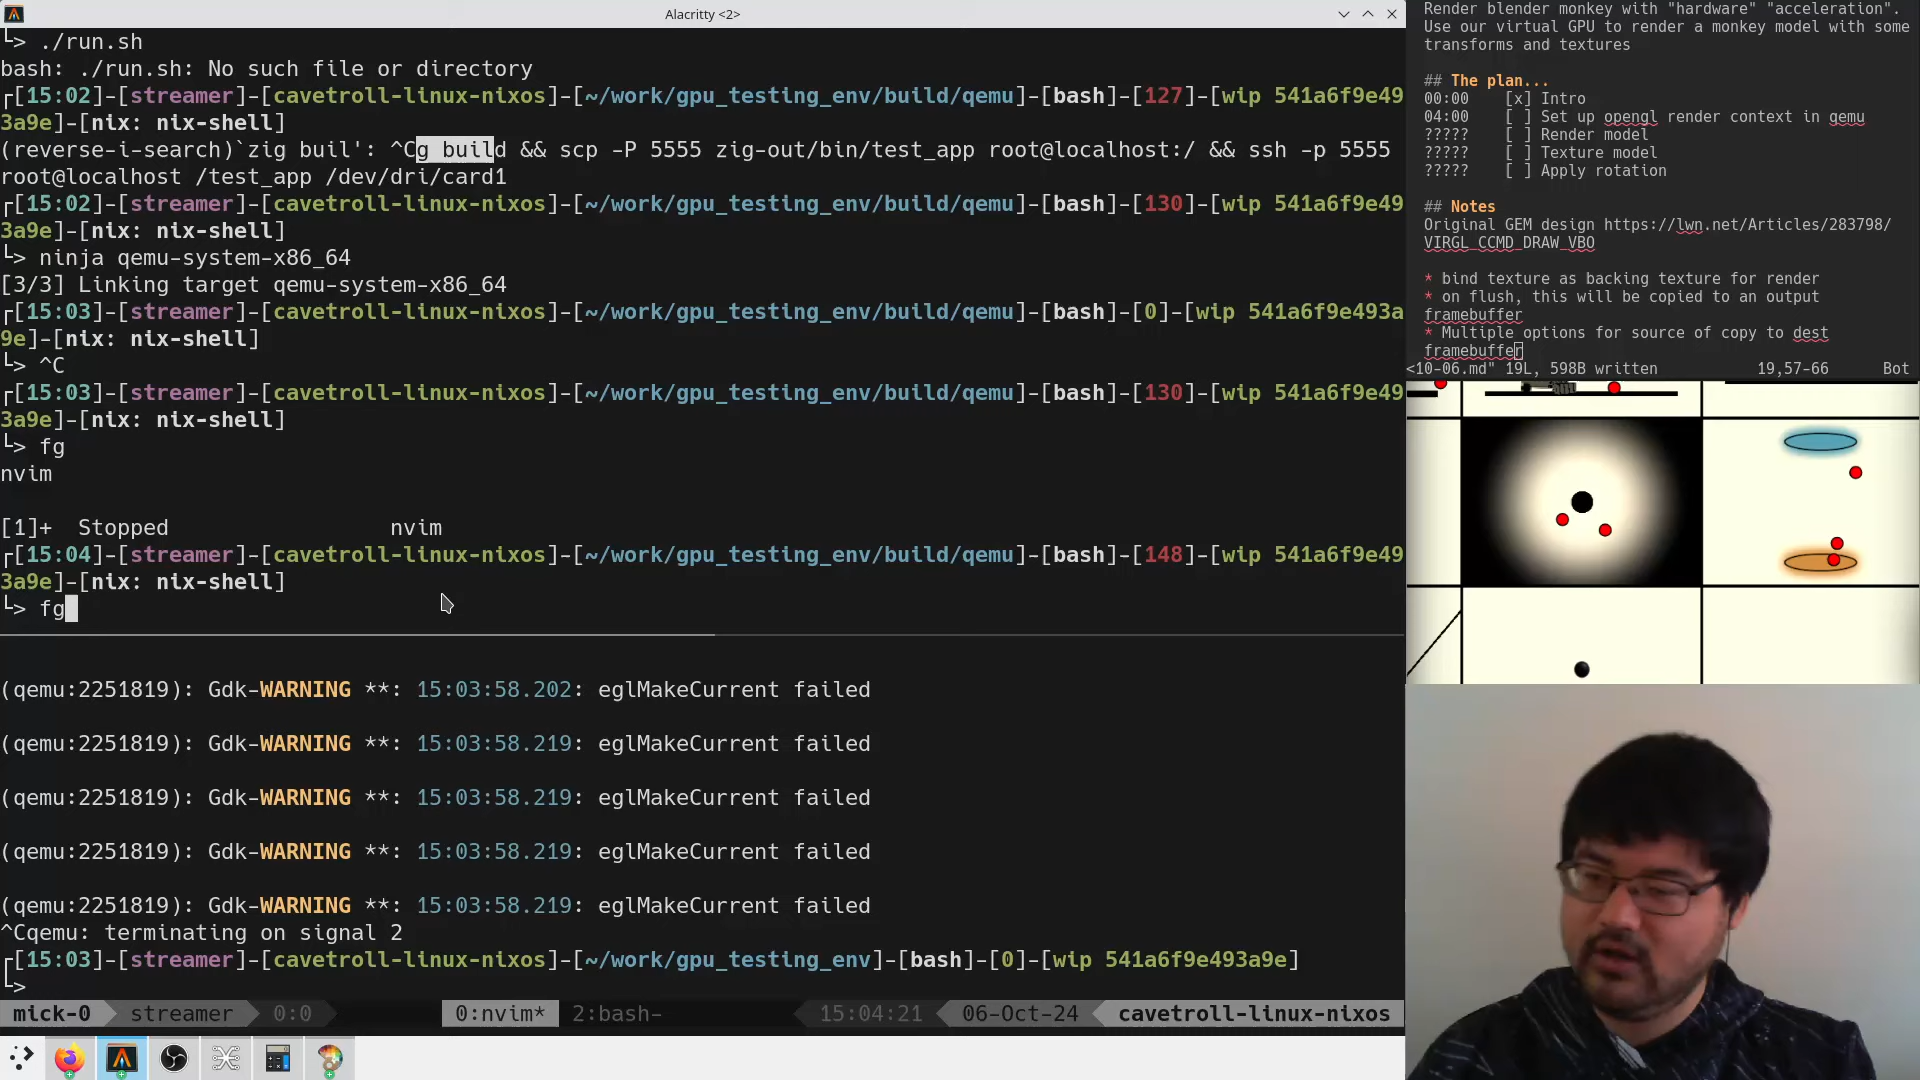 Alacritty <2>
└> ./run.sh
bash: ./run.sh: No such file or directory
┌[15:02]-[streamer]-[cavetroll-linux-nixos]-[~/work/gpu_testing_env/build/qemu]-[bash]-[127]-[wip 541a6f9e49
3a9e]-[nix: nix-shell]
(reverse-i-search)`zig buil': ^Cg build && scp -P 5555 zig-out/bin/test_app root@localhost:/ && ssh -p 5555
root@localhost /test_app /dev/dri/card1
┌[15:02]-[streamer]-[cavetroll-linux-nixos]-[~/work/gpu_testing_env/build/qemu]-[bash]-[130]-[wip 541a6f9e49
3a9e]-[nix: nix-shell]
└> ninja qemu-system-x86_64
[3/3] Linking target qemu-system-x86_64
┌[15:03]-[streamer]-[cavetroll-linux-nixos]-[~/work/gpu_testing_env/build/qemu]-[bash]-[0]-[wip 541a6f9e493a
9e]-[nix: nix-shell]
└> ^C
┌[15:03]-[streamer]-[cavetroll-linux-nixos]-[~/work/gpu_testing_env/build/qemu]-[bash]-[130]-[wip 541a6f9e49
3a9e]-[nix: nix-shell]
└> fg
nvim
[1]+  Stopped                 nvim
┌[15:04]-[streamer]-[cavetroll-linux-nixos]-[~/work/gpu_testing_env/build/qemu]-[bash]-[148]-[wip 541a6f9e49
3a9e]-[nix: nix-shell]
└> fg
(qemu:2251819): Gdk-WARNING **: 15:03:58.202: eglMakeCurrent failed
(qemu:2251819): Gdk-WARNING **: 15:03:58.219: eglMakeCurrent failed
(qemu:2251819): Gdk-WARNING **: 15:03:58.219: eglMakeCurrent failed
(qemu:2251819): Gdk-WARNING **: 15:03:58.219: eglMakeCurrent failed
(qemu:2251819): Gdk-WARNING **: 15:03:58.219: eglMakeCurrent failed
^Cqemu: terminating on signal 2
┌[15:03]-[streamer]-[cavetroll-linux-nixos]-[~/work/gpu_testing_env]-[bash]-[0]-[wip 541a6f9e493a9e]
└>
mick-0 streamer 0:0 0:nvim* 2:bash- 15:04:21 06-Oct-24 cavetroll-linux-nixos
Render blender monkey with "hardware" "acceleration".
Use our virtual GPU to render a monkey model with some
transforms and textures
## The plan...
00:00    [x] Intro
04:00    [ ] Set up opengl render context in qemu
?????    [ ] Render model
?????    [ ] Texture model
?????    [ ] Apply rotation
## Notes
Original GEM design https://lwn.net/Articles/283798/
VIRGL_CCMD_DRAW_VBO
* bind texture as backing texture for render
* on flush, this will be copied to an output
framebuffer
* Multiple options for source of copy to dest
framebuffer
<10-06.md" 19L, 598B written 19,57-66 Bot